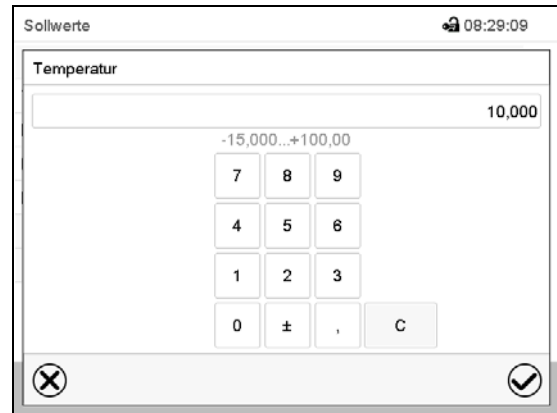 Sollwerte 08:29:09
Temperatur
10,000
-15,000...+100,00
7 8 9
4 5 6
1 2 3
0 ± , C